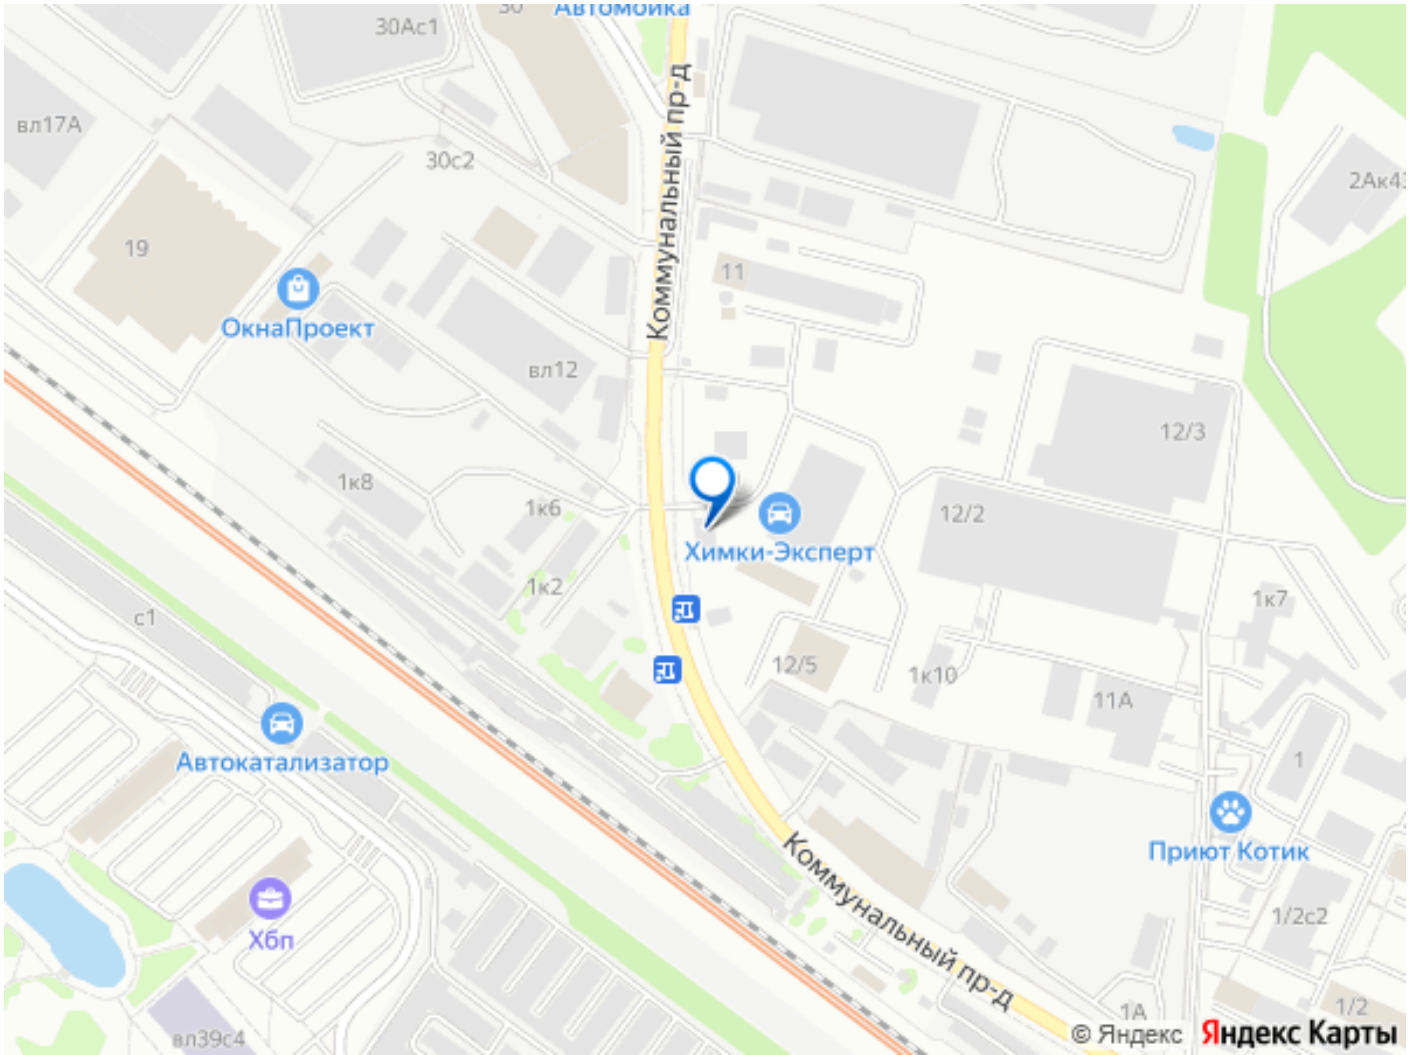 30
Автомойка
30Ас1
вл17А
30с2
2Ак43
Коммунальный пр-д
19
11
ОкнаПроект
вл12
12/3
1к8
1к6
12/2
Химки-Эксперт
1к2
1к7
с1
12/5
1к10
11А
Автокатализатор
1
Приют Котик
Коммунальный пр-д
Хбп
1/2с2
1А
1/2
вл39с4
© Яндекс Яндекс Карты